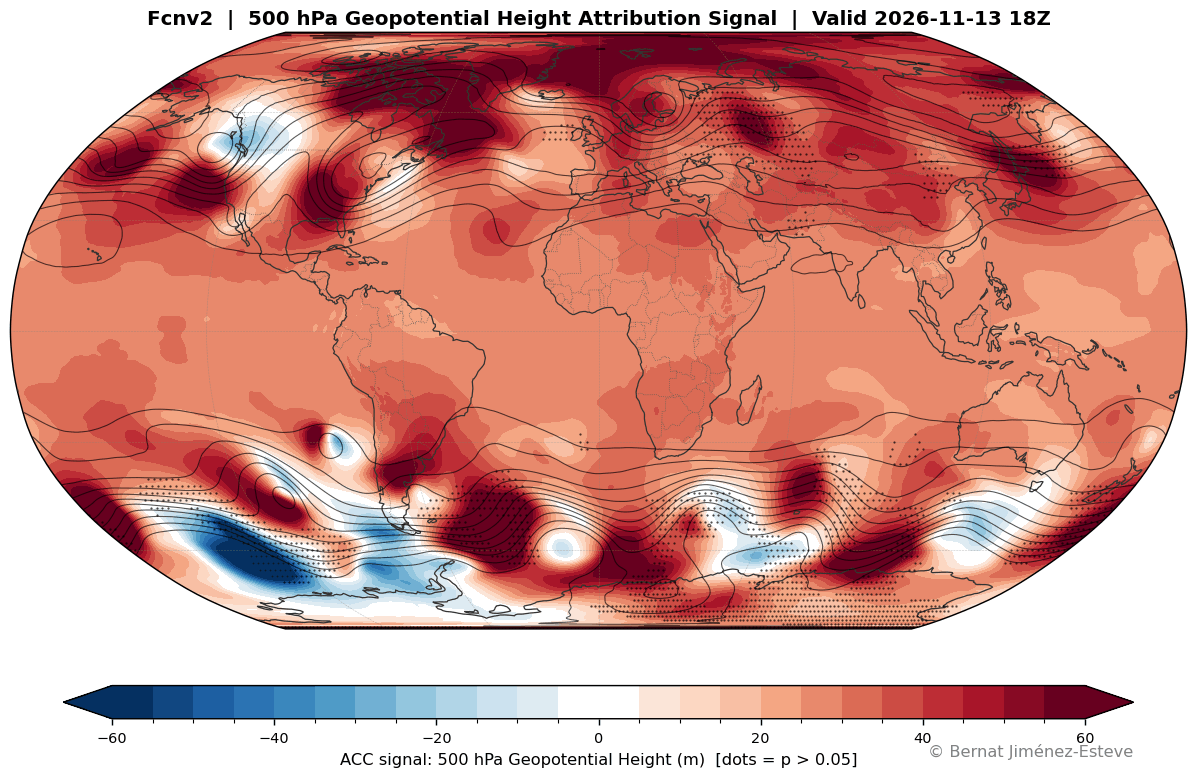 Fcnv2 | 500 hPa Geopotential Height Attribution Signal | Valid 2026-11-13 18Z
−60 −40 −20 0 20 40 60
ACC signal: 500 hPa Geopotential Height (m) [dots = p > 0.05]
© Bernat Jiménez-Esteve